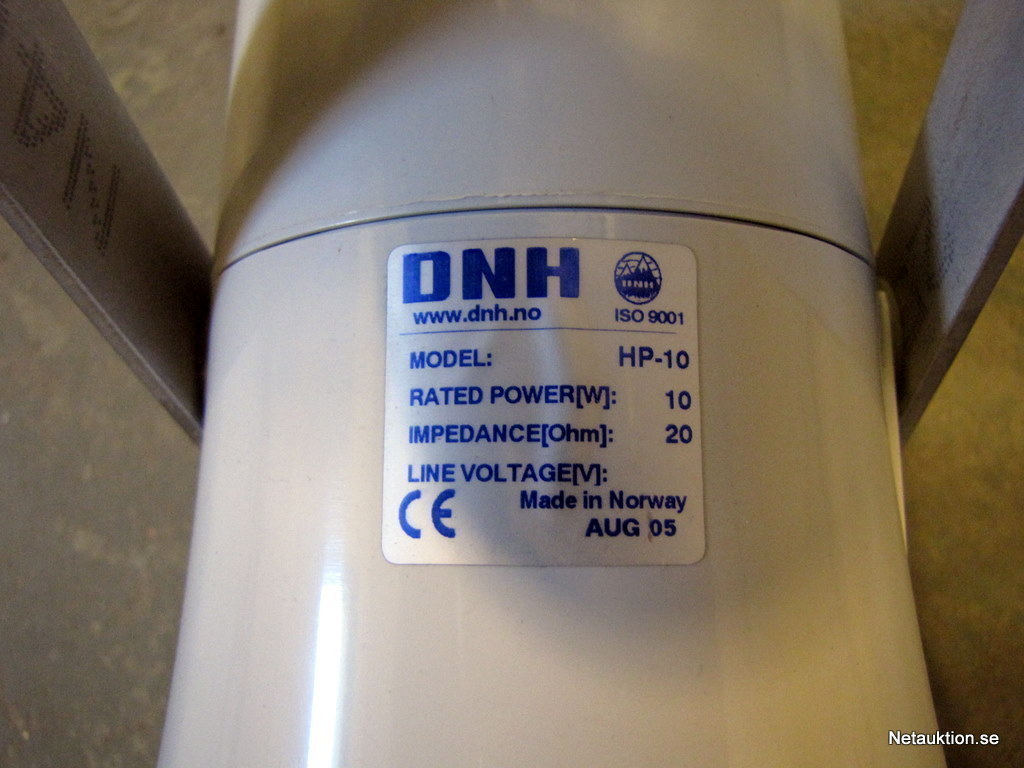 DNH
DNH
www.dnh.no
ISO 9001
MODEL: HP-10
RATED POWER[W]: 10
IMPEDANCE[Ohm]: 20
LINE VOLTAGE[V]:
CE Made in Norway
AUG 05
Netauktion.se